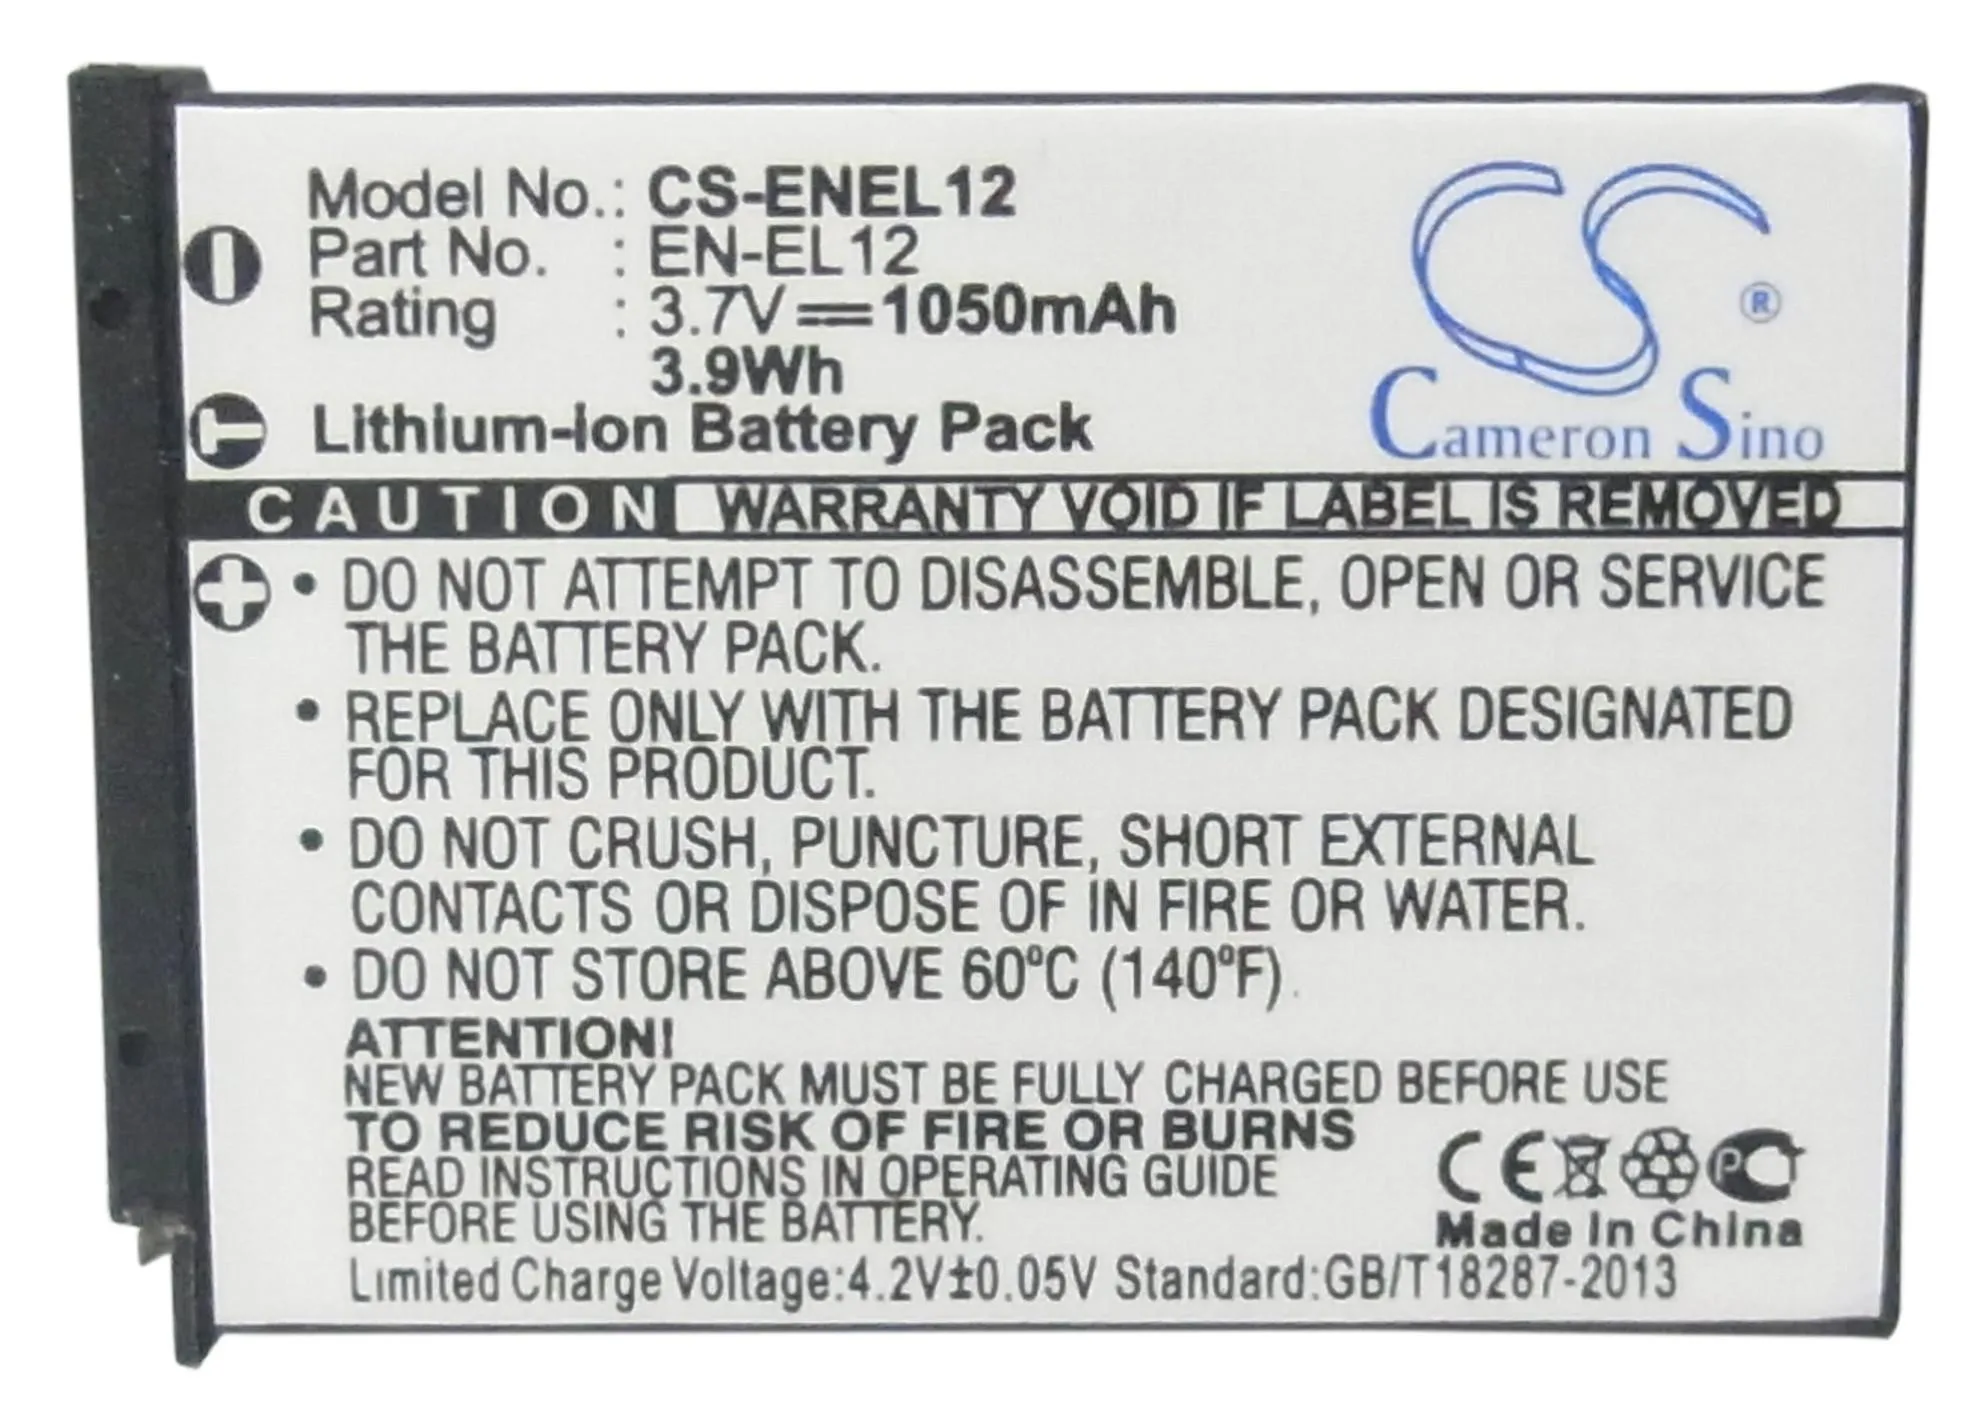 Model No.: CS-ENEL12
Part No. : EN-EL12
Rating : 3.7V 1050mAh
3.9Wh
Lithium-Ion Battery Pack
CS ®
Cameron Sino
CAUTION WARRANTY VOID IF LABEL IS REMOVED
• DO NOT ATTEMPT TO DISASSEMBLE, OPEN OR SERVICE
THE BATTERY PACK.
• REPLACE ONLY WITH THE BATTERY PACK DESIGNATED
FOR THIS PRODUCT.
• DO NOT CRUSH, PUNCTURE, SHORT EXTERNAL
CONTACTS OR DISPOSE OF IN FIRE OR WATER.
• DO NOT STORE ABOVE 60ºC (140ºF).
ATTENTION!
NEW BATTERY PACK MUST BE FULLY CHARGED BEFORE USE
TO REDUCE RISK OF FIRE OR BURNS
READ INSTRUCTIONS IN OPERATING GUIDE
BEFORE USING THE BATTERY.
CE PC
Made In China
Limited Charge Voltage:4.2V±0.05V Standard:GB/T18287-2013